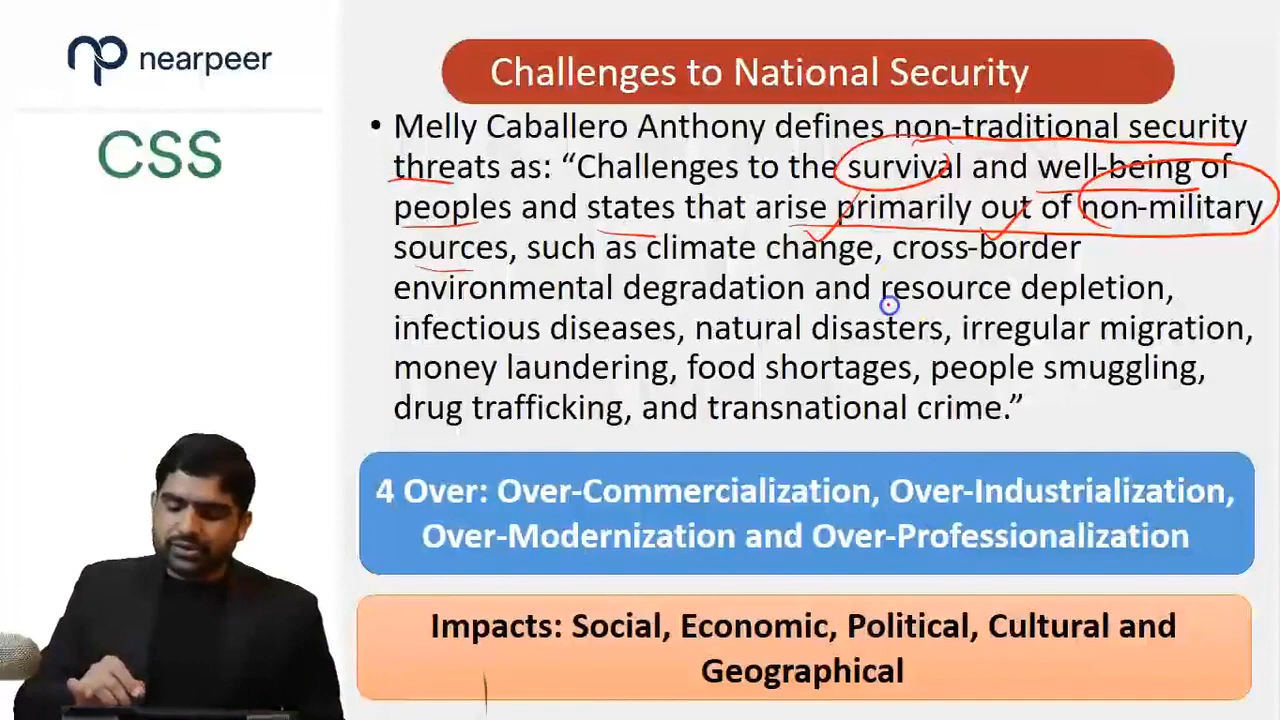 nearpeer
CSS
Challenges to National Security
• Melly Caballero Anthony defines non-traditional security
threats as: “Challenges to the survival and well-being of
peoples and states that arise primarily out of non-military
sources, such as climate change, cross-border
environmental degradation and resource depletion,
infectious diseases, natural disasters, irregular migration,
money laundering, food shortages, people smuggling,
drug trafficking, and transnational crime.”
4 Over: Over-Commercialization, Over-Industrialization,
Over-Modernization and Over-Professionalization
Impacts: Social, Economic, Political, Cultural and
Geographical